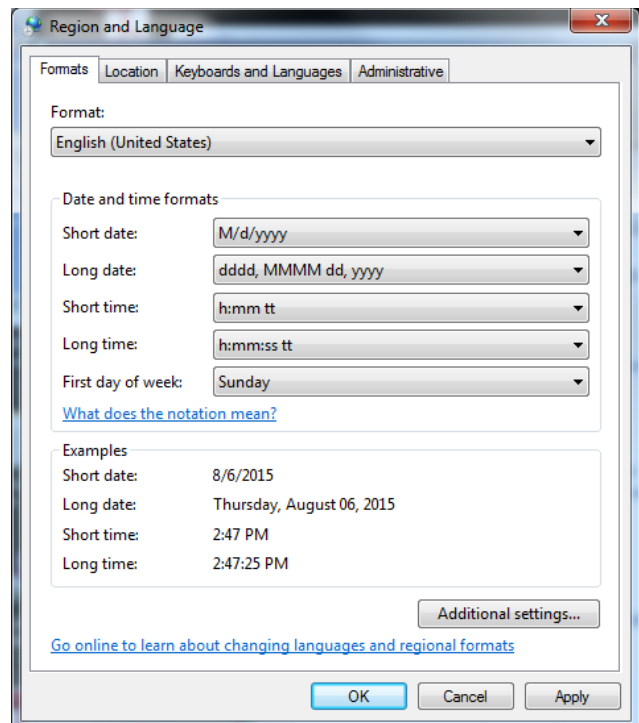 Region and Language
Formats Location Keyboards and Languages Administrative
Format:
English (United States)
Date and time formats
Short date: M/d/yyyy
Long date: dddd, MMMM dd, yyyy
Short time: h:mm tt
Long time: h:mm:ss tt
First day of week: Sunday
What does the notation mean?
Examples
Short date: 8/6/2015
Long date: Thursday, August 06, 2015
Short time: 2:47 PM
Long time: 2:47:25 PM
Additional settings...
Go online to learn about changing languages and regional formats
OK Cancel Apply